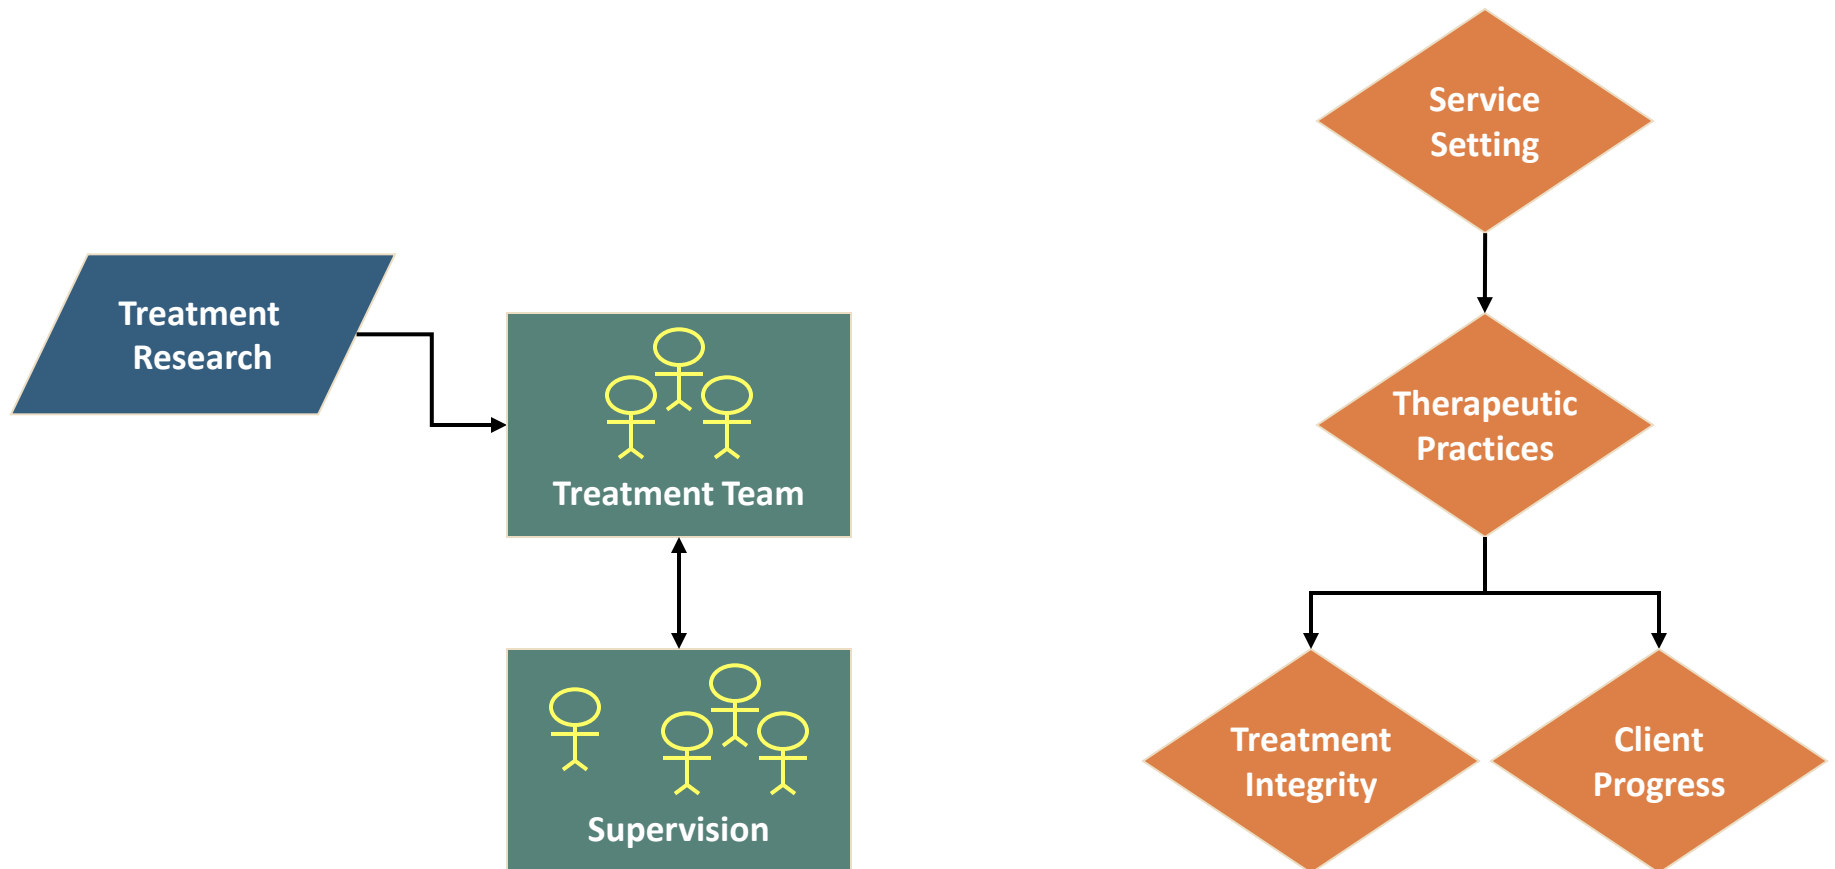 Service
Setting
Treatment
Research
Treatment Team
Therapeutic
Practices
Supervision
Treatment
Integrity
Client
Progress